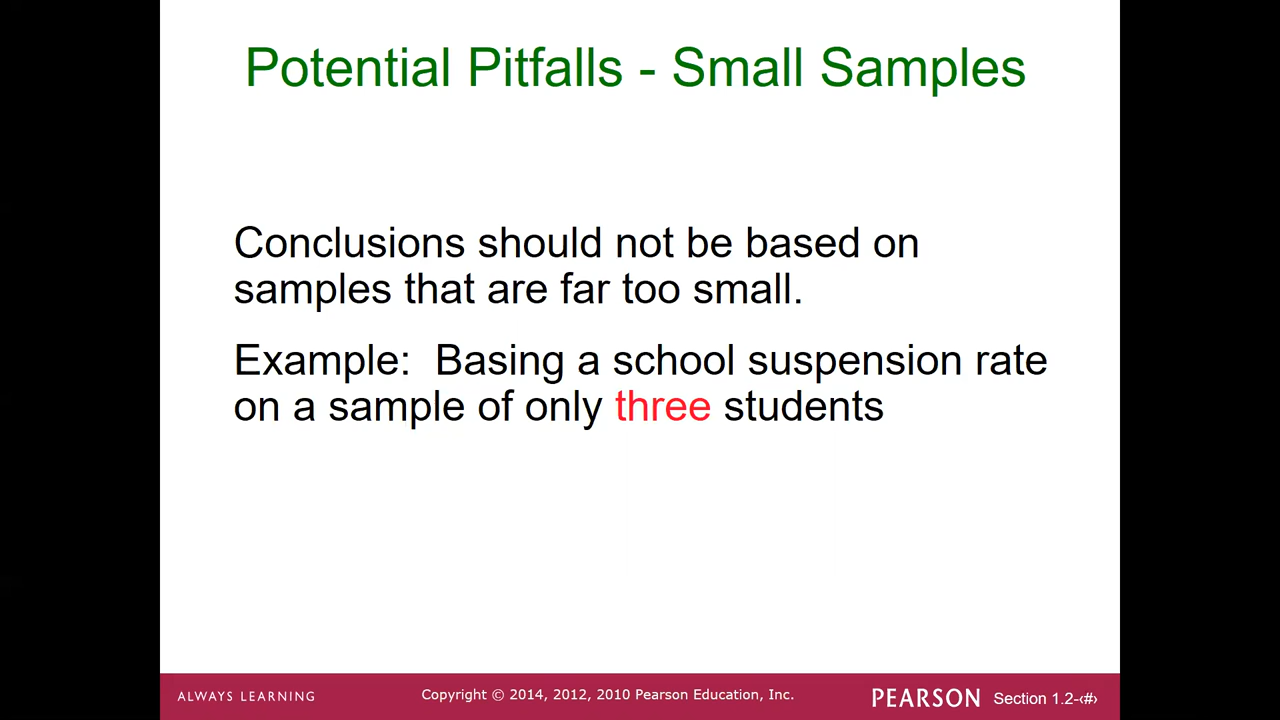 Potential Pitfalls - Small Samples
Conclusions should not be based on
samples that are far too small.
Example:  Basing a school suspension rate
on a sample of only three students
ALWAYS LEARNING
Copyright © 2014, 2012, 2010 Pearson Education, Inc.
PEARSON
Section 1.2-‹#›